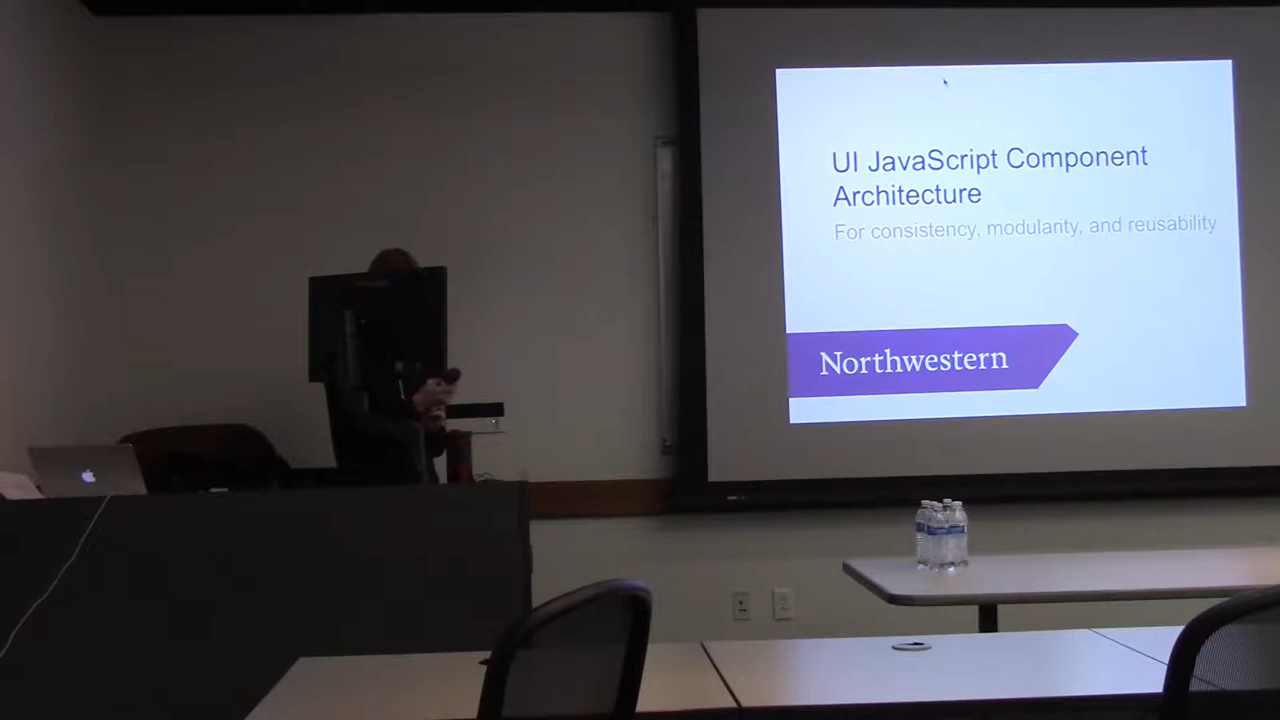 UI JavaScript Component
Architecture
For consistency, modularity, and reusability
Northwestern